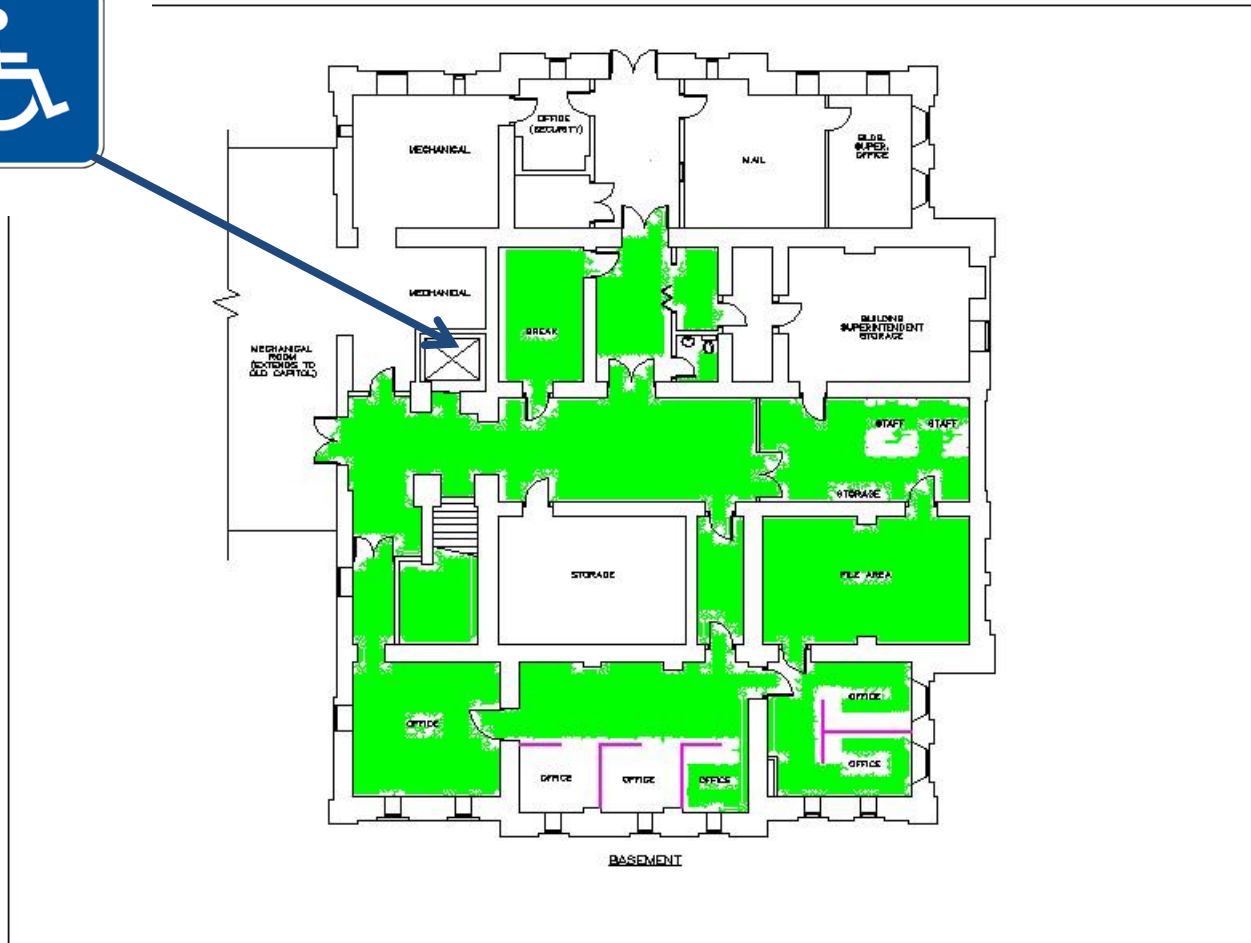 OFFICE
(SECURITY)
MECHANICAL
MAIL
BLDG.
SUPER.
OFFICE
MECHANICAL
BREAK
BUILDING
SUPERINTENDENT
STORAGE
MECHANICAL
ROOM
(EXTENDS TO
OLD CAPITOL)
STAFF
STAFF
STORAGE
STORAGE
FILE AREA
OFFICE
OFFICE
OFFICE
OFFICE
OFFICE
OFFICE
BASEMENT